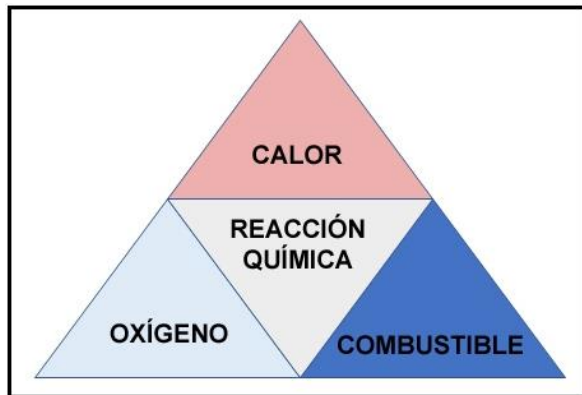 CALOR
REACCIÓN
QUÍMICA
OXÍGENO
COMBUSTIBLE